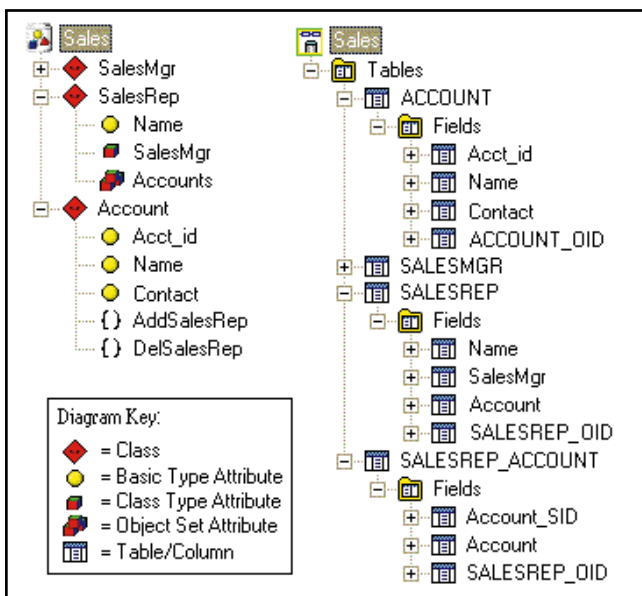 Sales
SalesMgr
SalesRep
Name
SalesMgr
Accounts
Account
Acct_id
Name
Contact
{} AddSalesRep
{} DelSalesRep
Diagram Key:
= Class
= Basic Type Attribute
= Class Type Attribute
= Object Set Attribute
= Table/Column
Sales
Tables
ACCOUNT
Fields
Acct_id
Name
Contact
ACCOUNT_OID
SALESMGR
SALESREP
Fields
Name
SalesMgr
Account
SALESREP_OID
SALESREP_ACCOUNT
Fields
Account_SID
Account
SALESREP_OID